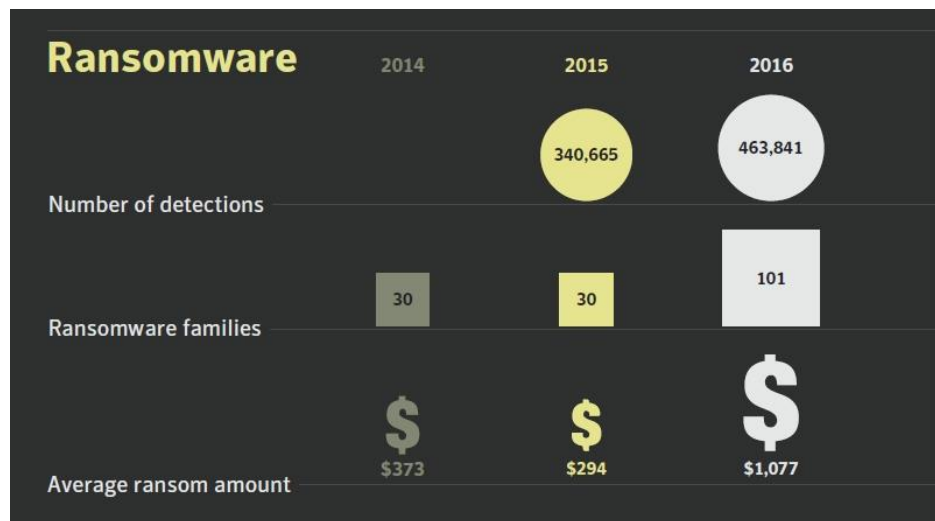 Ransomware 2014 2015 2016
340,665 463,841
Number of detections
30 30 101
Ransomware families
$ $ $
$373 $294 $1,077
Average ransom amount